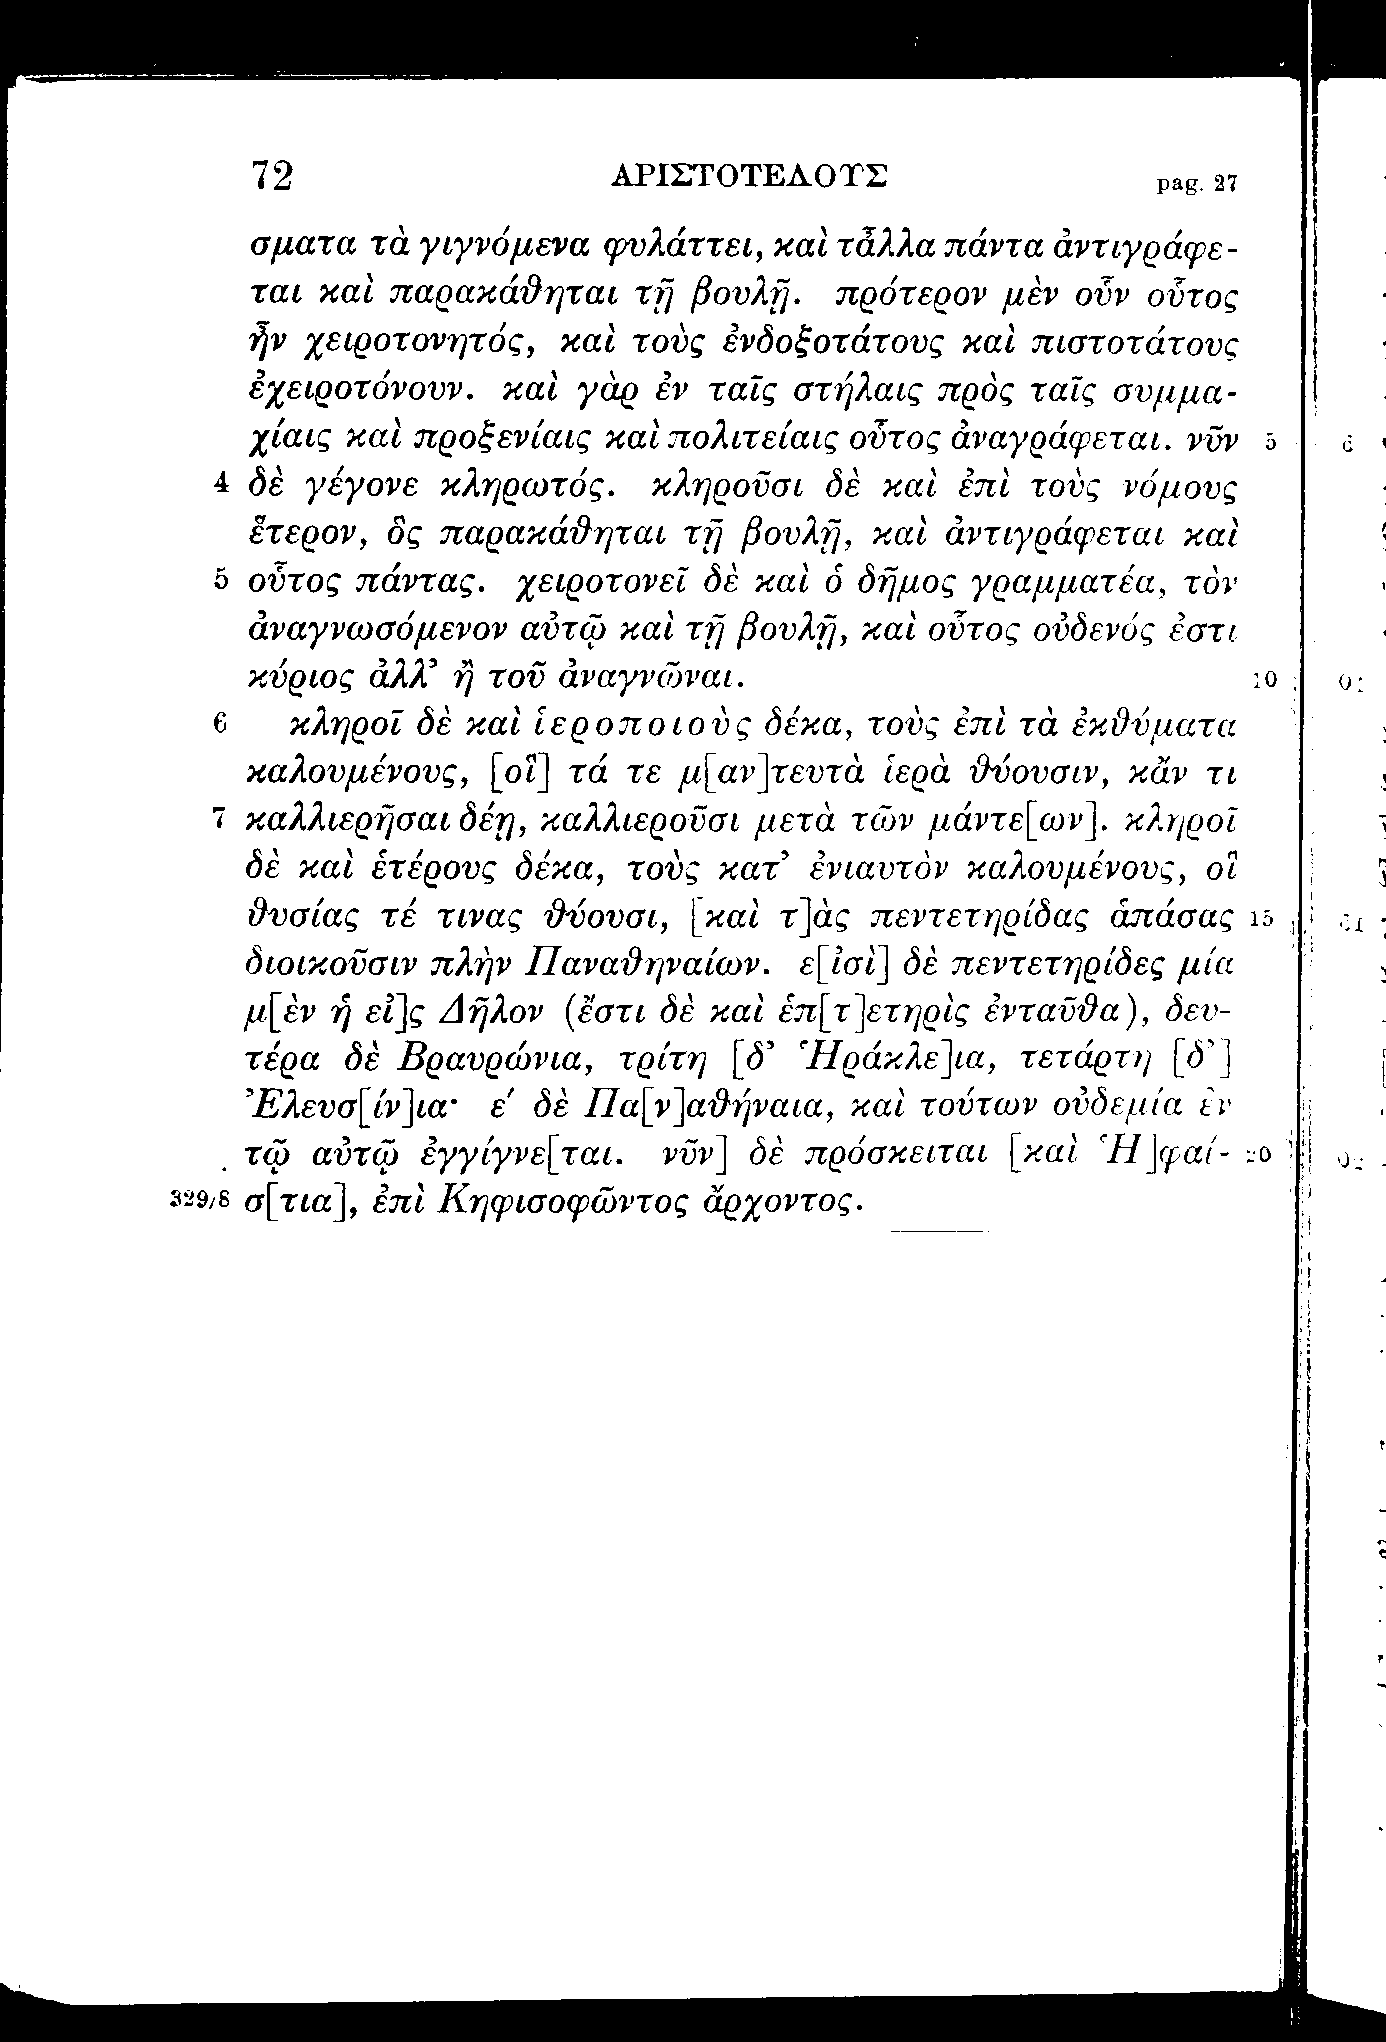 72 ΑΡΙΣΤΟΤΕΛΟΥΣ pag. 27
σματα τὰ γιγνόμενα φυλάττει, καὶ τἆλλα πάντα ἀντιγράφε-
ται καὶ παρακάθηται τῇ βουλῇ. πρότερον μὲν οὖν οὗτος
ἦν χειροτονητός, καὶ τοὺς ἐνδοξοτάτους καὶ πιστοτάτους
ἐχειροτόνουν. καὶ γὰρ ἐν ταῖς στήλαις πρὸς ταῖς συμμα-
χίαις καὶ προξενίαις καὶ πολιτείαις οὗτος ἀναγράφεται. νῦν 5
4 δὲ γέγονε κληρωτός. κληροῦσι δὲ καὶ ἐπὶ τοὺς νόμους
ἕτερον, ὃς παρακάθηται τῇ βουλῇ, καὶ ἀντιγράφεται καὶ
5 οὗτος πάντας. χειροτονεῖ δὲ καὶ ὁ δῆμος γραμματέα, τὸν
ἀναγνωσόμενον αὐτῷ καὶ τῇ βουλῇ, καὶ οὗτος οὐδενός ἐστι
κύριος ἀλλ’ ἢ τοῦ ἀναγνῶναι. 10
6 κληροῖ δὲ καὶ ἱεροποιοὺς δέκα, τοὺς ἐπὶ τὰ ἐκθύματα
καλουμένους, [οἳ] τά τε μ[αν]τευτὰ ἱερὰ θύουσιν, κἄν τι
7 καλλιερῆσαι δέῃ, καλλιεροῦσι μετὰ τῶν μάντε[ων]. κληροῖ
δὲ καὶ ἑτέρους δέκα, τοὺς κατ’ ἐνιαυτὸν καλουμένους, οἳ
θυσίας τέ τινας θύουσι, [καὶ τ]ὰς πεντετηρίδας ἁπάσας 15
διοικοῦσιν πλὴν Παναθηναίων. ε[ἰσὶ] δὲ πεντετηρίδες μία
μ[ὲν ἡ εἰ]ς Δῆλον (ἔστι δὲ καὶ ἑπ[τ]ετηρὶς ἐνταῦθα), δευ-
τέρα δὲ Βραυρώνια, τρίτη [δ’ Ἡράκλε]ια, τετάρτη [δ’]
Ἐλευσ[ίν]ια· ε′ δὲ Πα[ν]αθήναια, καὶ τούτων οὐδεμία ἐν
τῷ αὐτῷ ἐγγίγνε[ται. νῦν] δὲ πρόσκειται [καὶ Ἡ]φαί- 20
329/8 σ[τια], ἐπὶ Κηφισοφῶντος ἄρχοντος.